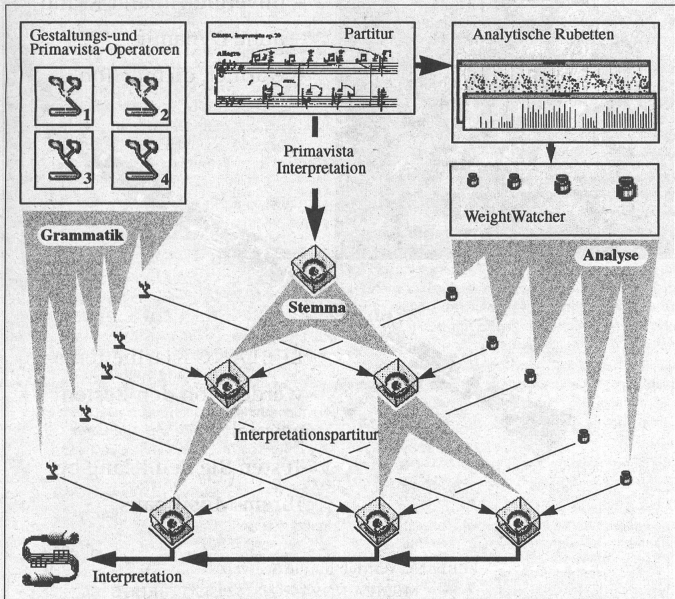 Gestaltungs-und
Primavista-Operatoren
1
2
3
4
Partitur
Allegro
Analytische Rubetten
Primavista
Interpretation
WeightWatcher
Grammatik
Analyse
Stemma
Interpretationspartitur
Interpretation